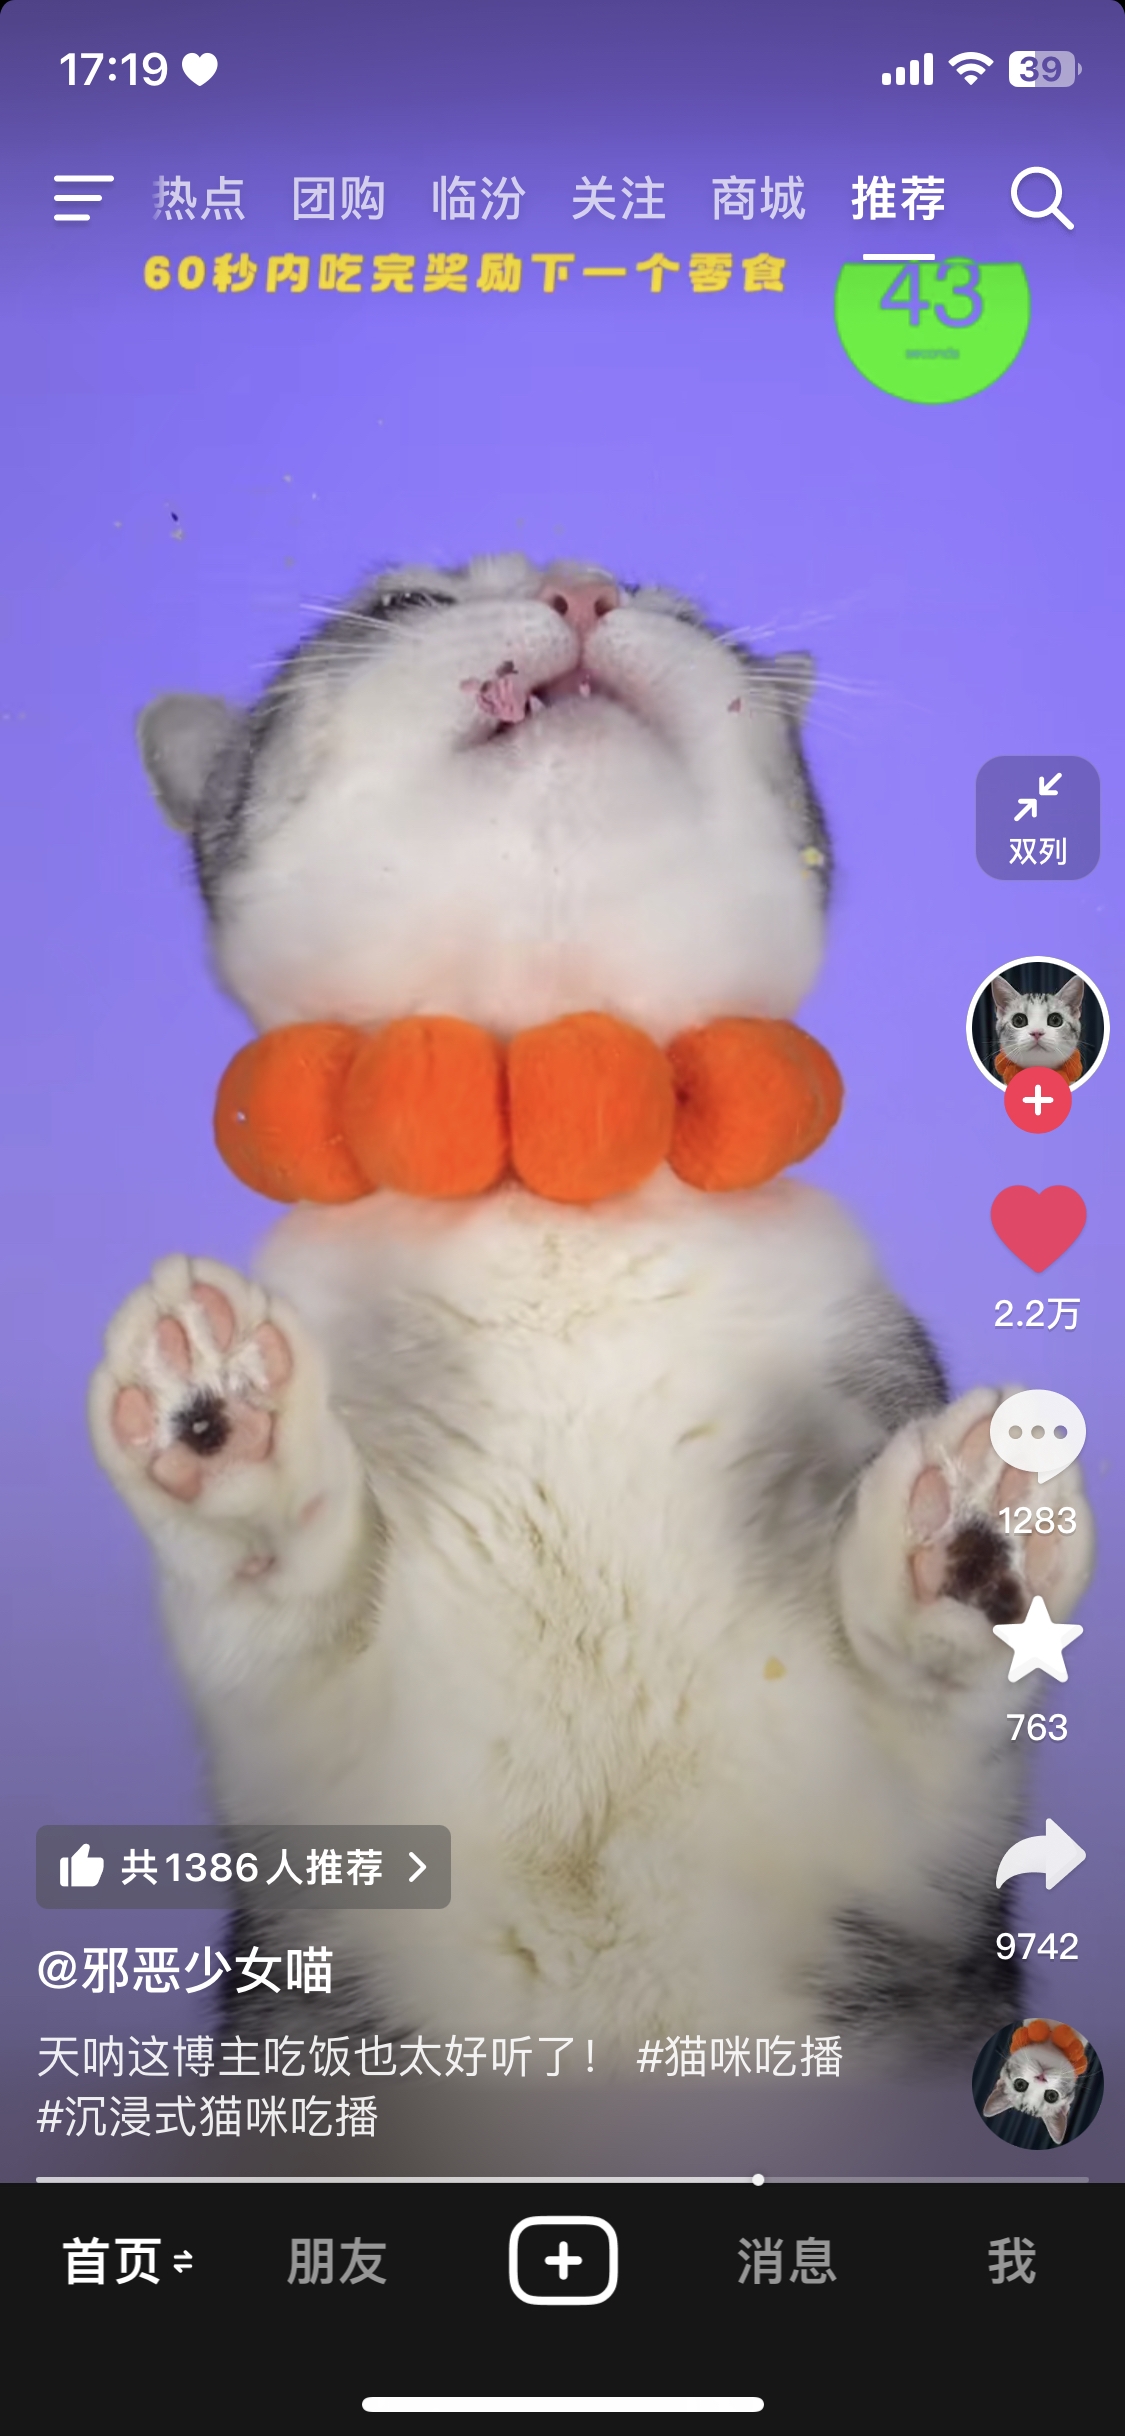 17:19
39
热点 团购 临汾 关注 商城 推荐
60秒内吃完奖励下一个零食
43
seconds
双列
2.2万
1283
763
共1386人推荐
9742
@邪恶少女喵
天呐这博主吃饭也太好听了！ #猫咪吃播
#沉浸式猫咪吃播
首页 朋友 消息 我